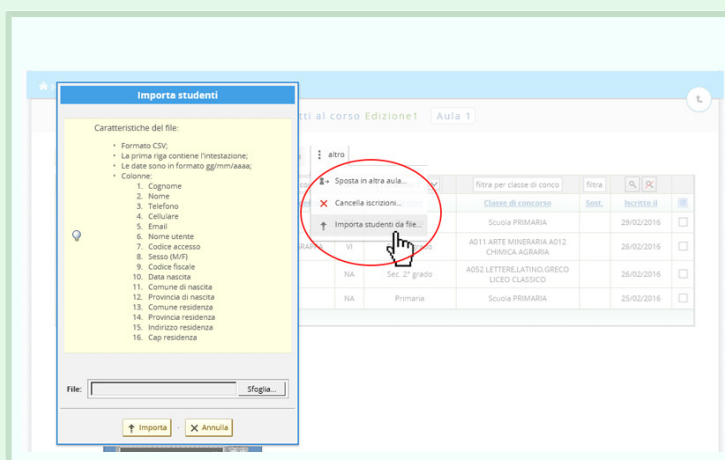 Importa studenti
Caratteristiche del file:
Formato CSV;
La prima riga contiene l'intestazione;
Le date sono in formato gg/mm/aaaa;
Colonne:
1. Cognome
2. Nome
3. Telefono
4. Cellulare
5. Email
6. Nome utente
7. Codice accesso
8. Sesso (M/F)
9. Codice fiscale
10. Data nascita
11. Comune di nascita
12. Provincia di nascita
13. Comune residenza
14. Provincia residenza
15. Indirizzo residenza
16. Cap residenza
File: Sfoglia...
Importa Annulla
tti al corso Edizione1 Aula 1
altro
Sposta in altra aula...
Cancella iscrizioni...
Importa studenti da file...
filtra per classe di conco filtra
Classe di concorso Sost. Iscritto il
Scuola PRIMARIA 29/02/2016
VI grado A011 ARTE MINERARIA A012 CHIMICA AGRARIA 26/02/2016
NA Sec. 2° grado A052 LETTERE,LATINO,GRECO LICEO CLASSICO 26/02/2016
NA Primaria Scuola PRIMARIA 25/02/2016